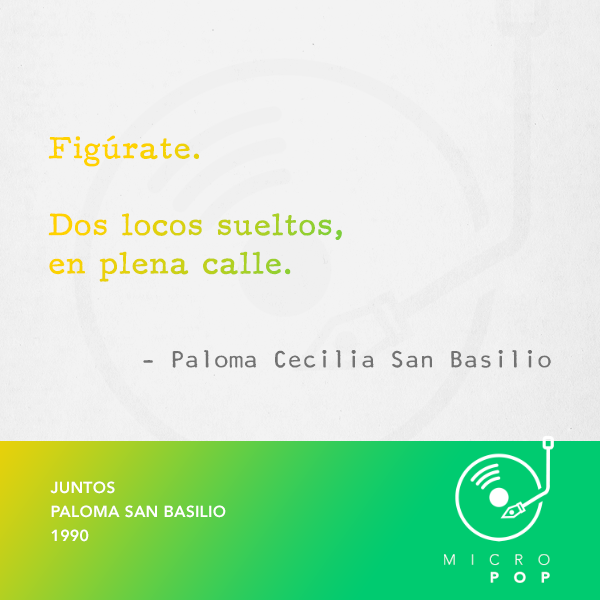 Figúrate.
Dos locos sueltos,
en plena calle.
– Paloma Cecilia San Basilio
JUNTOS
PALOMA SAN BASILIO
1990
MICRO
POP